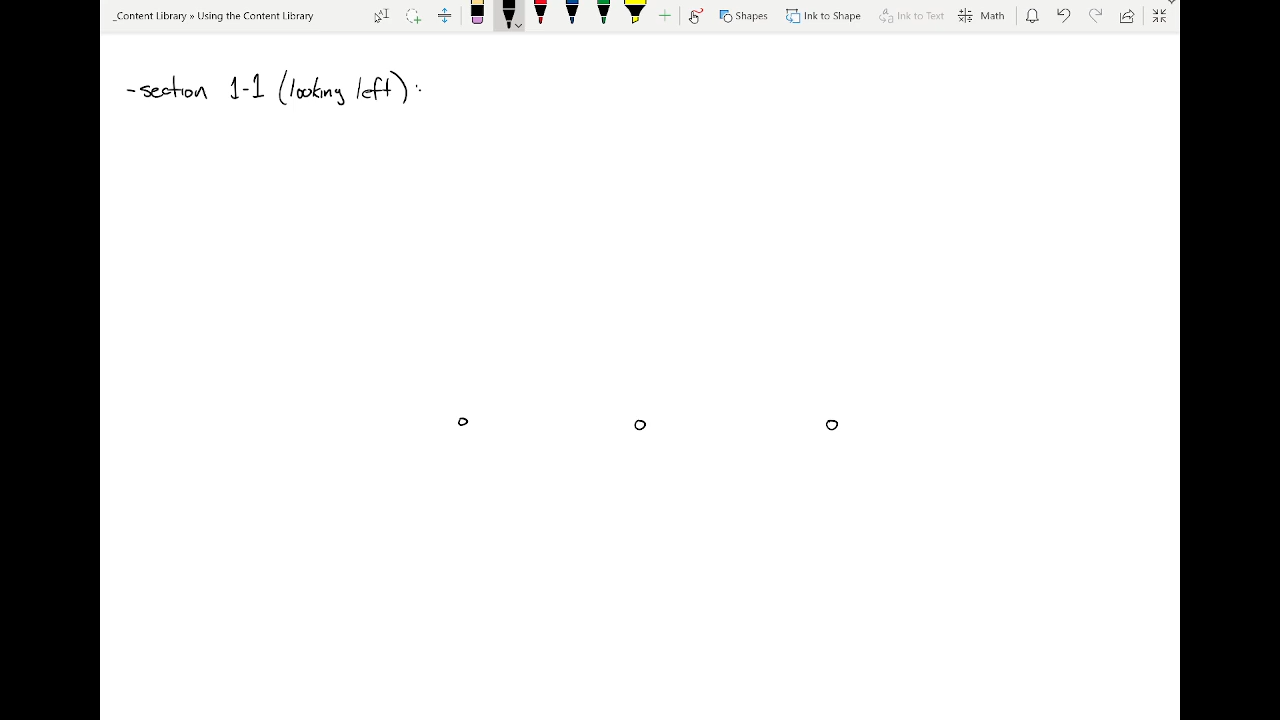 _Content Library » Using the Content Library
Shapes
Ink to Shape
Ink to Text
Math
- section 1-1 (looking left):